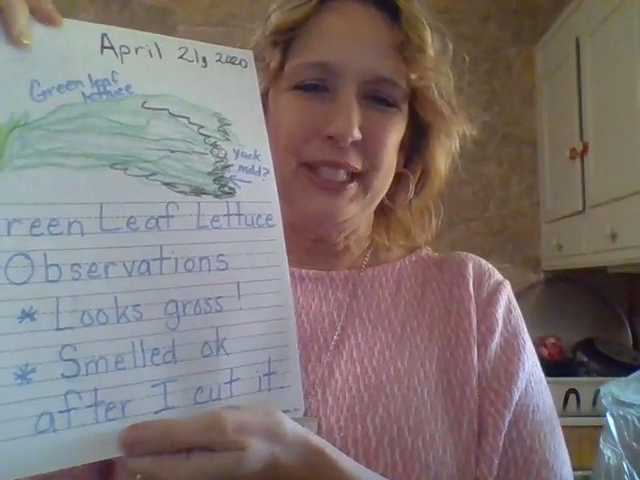 April 21, 2020
Green leaf
lettuce
yuck
mold?
reen Leaf Lettuce
Observations
* Looks gross!
* Smelled ok
after I cut it